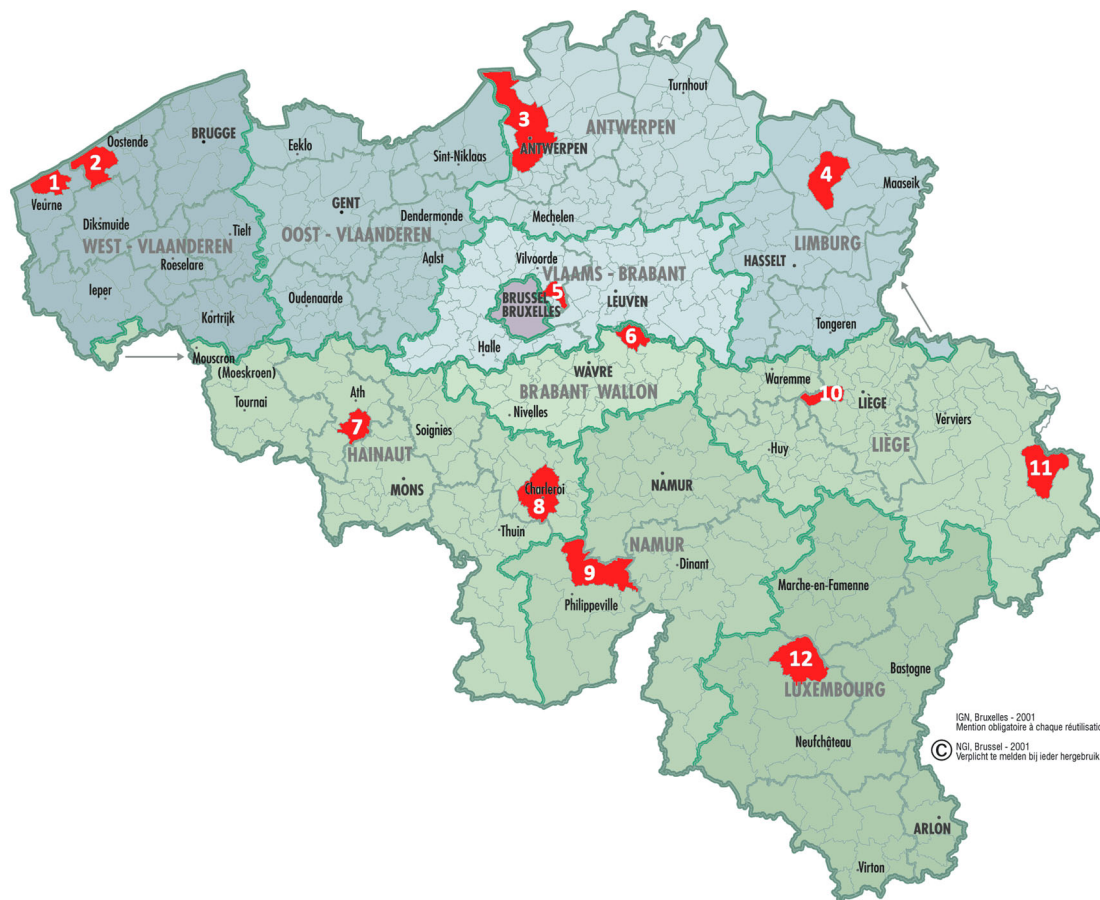 Turnhout
3
ANTWERPEN
ANTWERPEN
Oostende
BRUGGE
Eeklo
Sint-Niklaas
2
1
Veurne
4
Maaseik
GENT
Dendermonde
Mechelen
Diksmuide
Tielt
WEST - VLAANDEREN
OOST - VLAANDEREN
LIMBURG
Roeselare
Aalst
Vilvoorde
VLAAMS - BRABANT
HASSELT
Ieper
Oudenaarde
BRUSSEL
BRUXELLES
5
LEUVEN
Kortrijk
Tongeren
Halle
6
Mouscron
(Moeskroen)
WAVRE
Waremme
Ath
BRABANT WALLON
10
LIÈGE
Tournai
Nivelles
Verviers
7
Soignies
HAINAUT
Huy
LIÈGE
11
MONS
Charleroi
NAMUR
8
Thuin
NAMUR
Dinant
9
Philippeville
Marche-en-Famenne
12
Bastogne
LUXEMBOURG
IGN, Bruxelles - 2001
Mention obligatoire à chaque réutilisatio
Neufchâteau
© NGI, Brussel - 2001
Verplicht te melden bij ieder hergebruik
ARLON
Virton